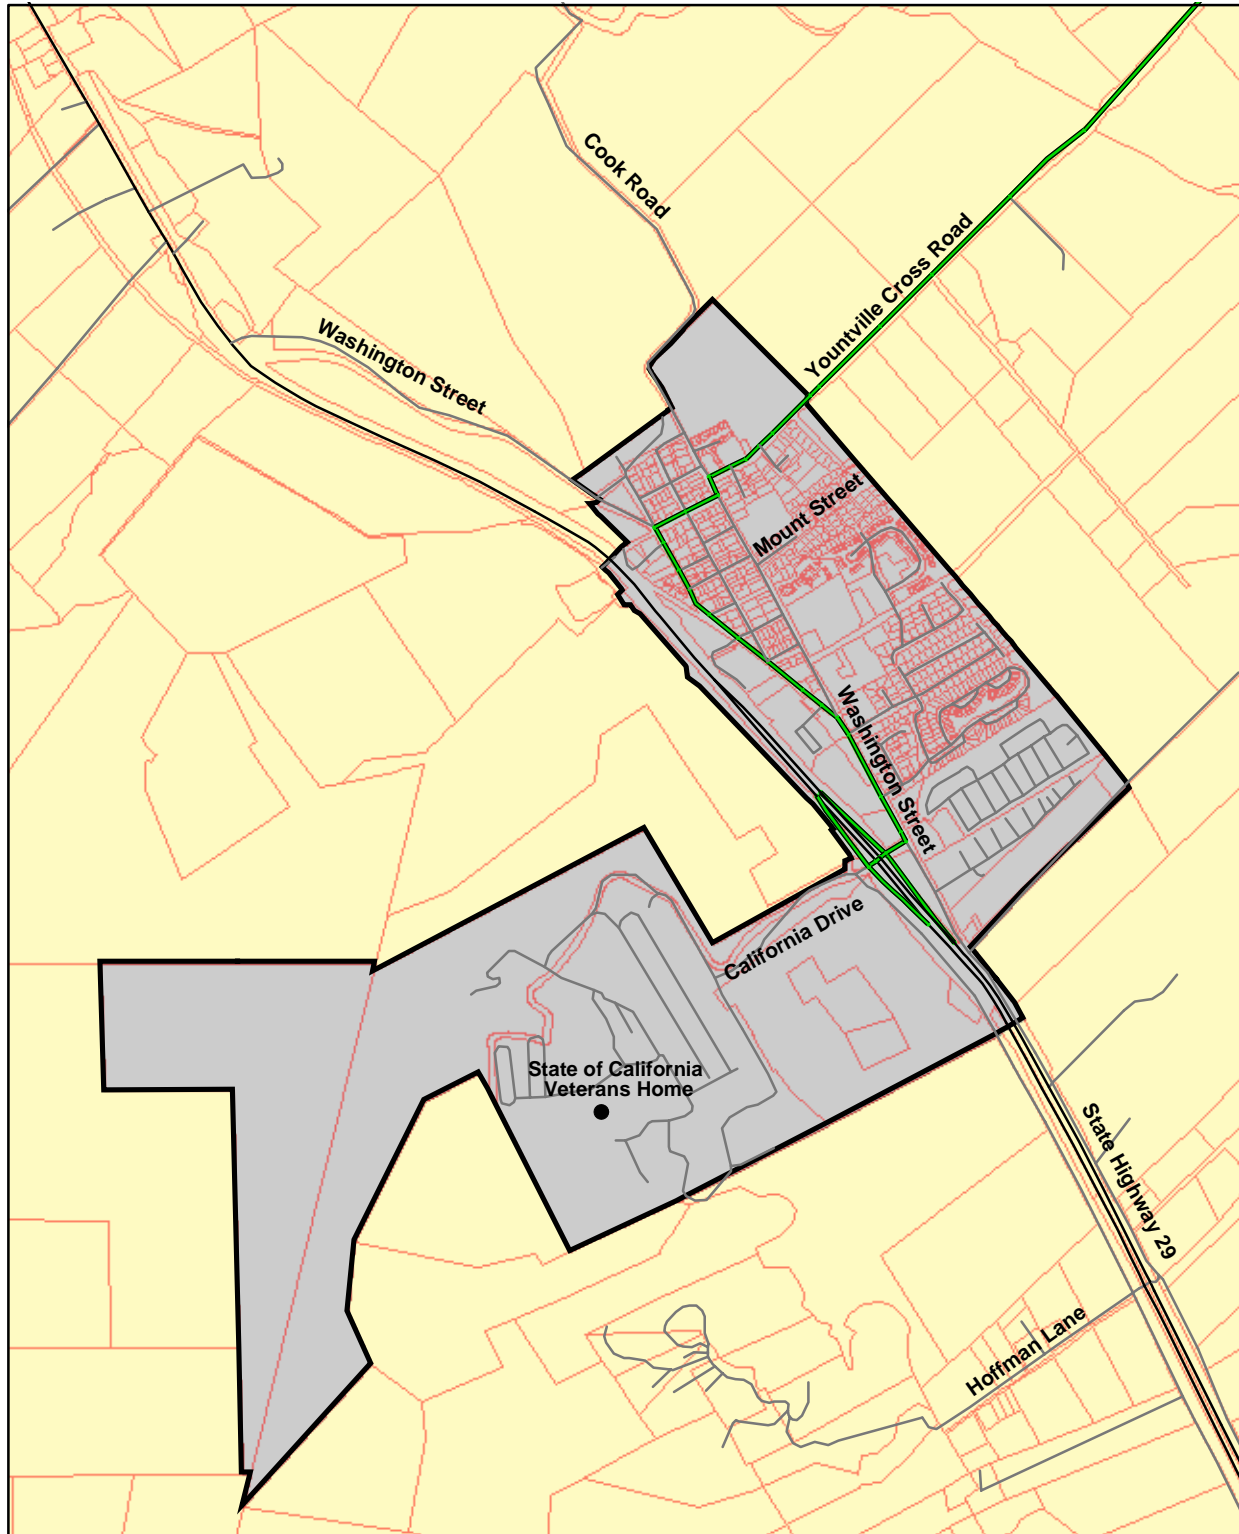 Cook Road
Yountville Cross Road
Washington Street
Mount Street
Washington Street
California Drive
State of California
Veterans Home
State Highway 29
Hoffman Lane